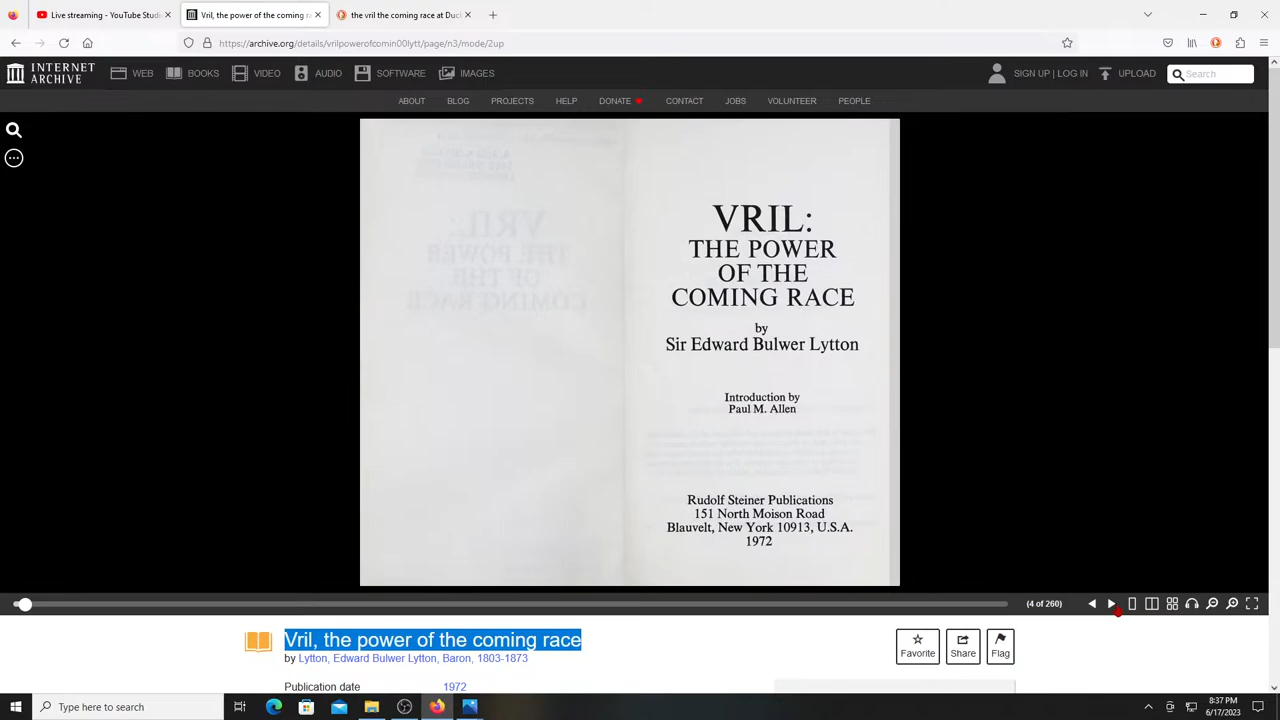 Live streaming - YouTube Studio
Vril, the power of the coming ra
the vril the coming race at Duc
https://archive.org/details/vrilpowerofcomin00lytt/page/n3/mode/2up
INTERNET ARCHIVE
WEB BOOKS VIDEO AUDIO SOFTWARE IMAGES
SIGN UP | LOG IN UPLOAD Search
ABOUT BLOG PROJECTS HELP DONATE CONTACT JOBS VOLUNTEER PEOPLE
VRIL:
THE POWER
OF THE
COMING RACE
by
Sir Edward Bulwer Lytton
Introduction by
Paul M. Allen
Rudolf Steiner Publications
151 North Moison Road
Blauvelt, New York 10913, U.S.A.
1972
(4 of 260)
Vril, the power of the coming race
by Lytton, Edward Bulwer Lytton, Baron, 1803-1873
Favorite Share Flag
Publication date 1972
Type here to search
8:37 PM
6/17/2023